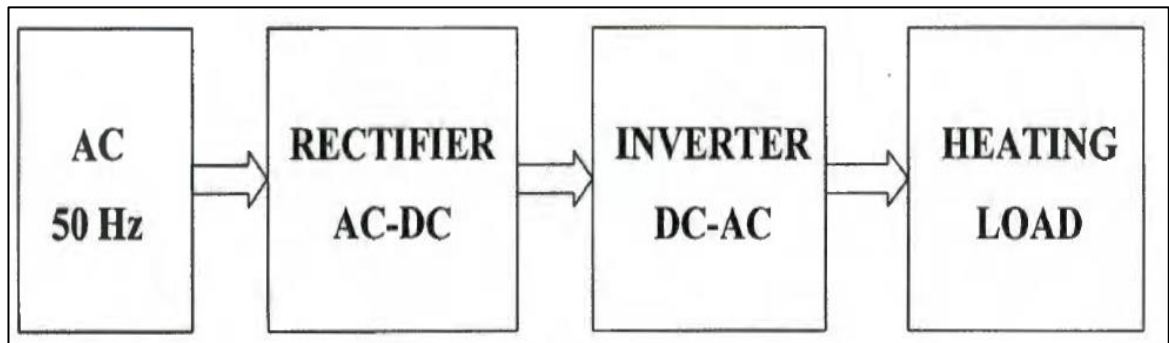 AC
50 Hz
RECTIFIER
AC-DC
INVERTER
DC-AC
HEATING
LOAD